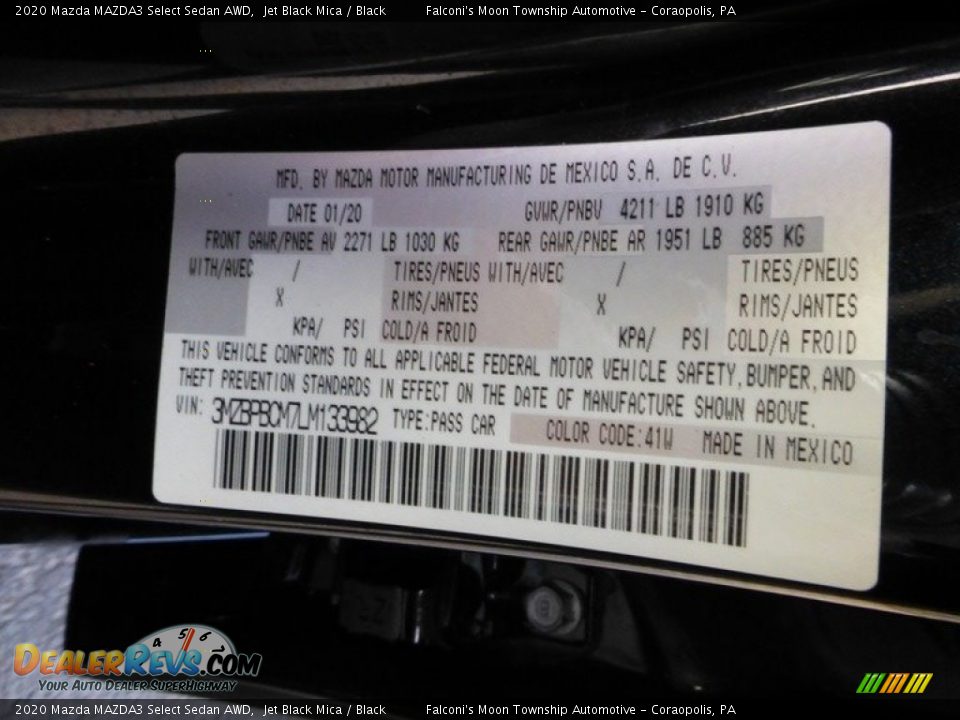 2020 Mazda MAZDA3 Select Sedan AWD, Jet Black Mica / Black Falconi's Moon Township Automotive - Coraopolis, PA
MFD. BY MAZDA MOTOR MANUFACTURING DE MEXICO S.A. DE C.V.
DATE 01/20 GVWR/PNBV 4211 LB 1910 KG
FRONT GAWR/PNBE AV 2271 LB 1030 KG REAR GAWR/PNBE AR 1951 LB 885 KG
WITH/AVEC / TIRES/PNEUS WITH/AVEC / TIRES/PNEUS
X RIMS/JANTES X RIMS/JANTES
KPA/ PSI COLD/A FROID KPA/ PSI COLD/A FROID
THIS VEHICLE CONFORMS TO ALL APPLICABLE FEDERAL MOTOR VEHICLE SAFETY, BUMPER, AND
THEFT PREVENTION STANDARDS IN EFFECT ON THE DATE OF MANUFACTURE SHOWN ABOVE.
VIN: 3MZBPBCM7LM133982 TYPE:PASS CAR COLOR CODE:41W MADE IN MEXICO
4 5 6
DEALERREVS.COM
Your Auto Dealer SuperHighway
2020 Mazda MAZDA3 Select Sedan AWD, Jet Black Mica / Black Falconi's Moon Township Automotive - Coraopolis, PA